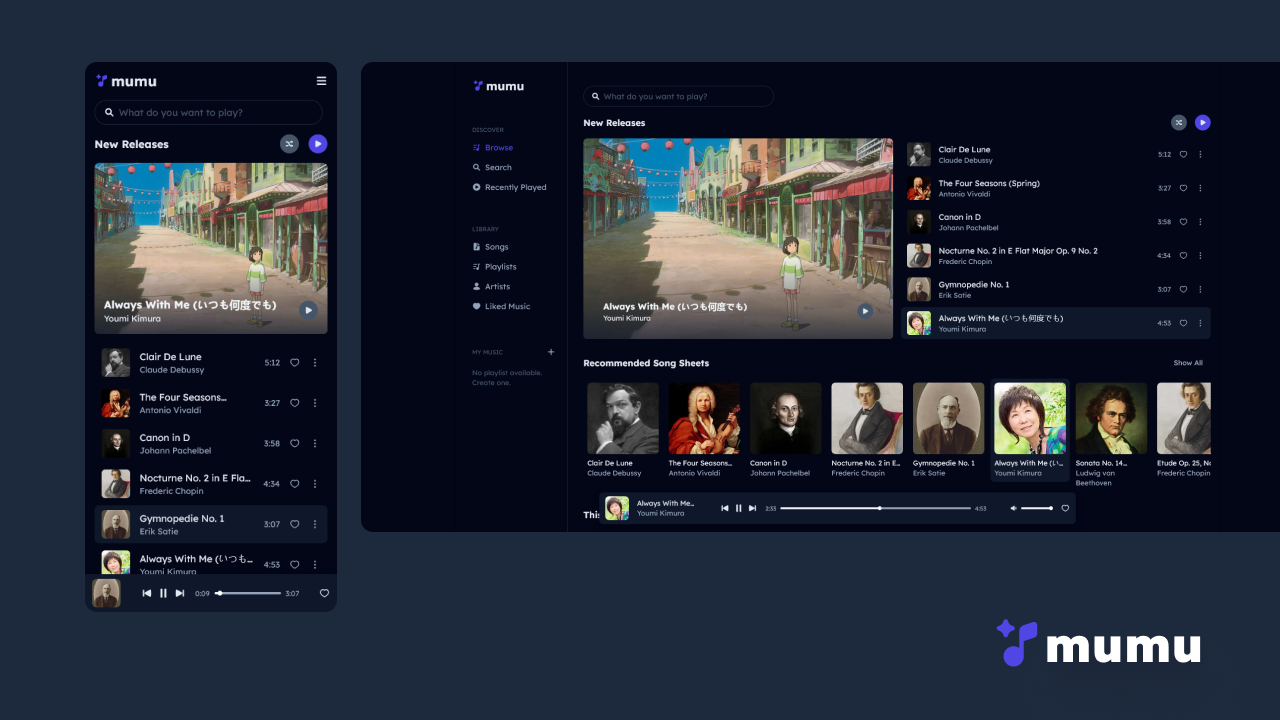 mumu
What do you want to play?
New Releases
Always With Me (いつも何度でも)
Youmi Kimura
Clair De Lune
Claude Debussy
5:12
The Four Seasons...
Antonio Vivaldi
3:27
Canon in D
Johann Pachelbel
3:58
Nocturne No. 2 in E Fla...
Frederic Chopin
4:34
Gymnopedie No. 1
Erik Satie
3:07
Always With Me (いつも...
Youmi Kimura
4:53
0:09
3:07
mumu
DISCOVER
Browse
Search
Recently Played
LIBRARY
Songs
Playlists
Artists
Liked Music
MY MUSIC
No playlist available.
Create one.
What do you want to play?
New Releases
Always With Me (いつも何度でも)
Youmi Kimura
Clair De Lune
Claude Debussy
5:12
The Four Seasons (Spring)
Antonio Vivaldi
3:27
Canon in D
Johann Pachelbel
3:58
Nocturne No. 2 in E Flat Major Op. 9 No. 2
Frederic Chopin
4:34
Gymnopedie No. 1
Erik Satie
3:07
Always With Me (いつも何度でも)
Youmi Kimura
4:53
Recommended Song Sheets
Show All
Clair De Lune
Claude Debussy
The Four Seasons...
Antonio Vivaldi
Canon in D
Johann Pachelbel
Nocturne No. 2 in E...
Frederic Chopin
Gymnopedie No. 1
Erik Satie
Always With Me (い...
Youmi Kimura
Sonata No. 14...
Ludwig van
Beethoven
Etude Op. 25, No
Frederic Chopin
This
Always With Me...
Youmi Kimura
2:33
4:53
mumu